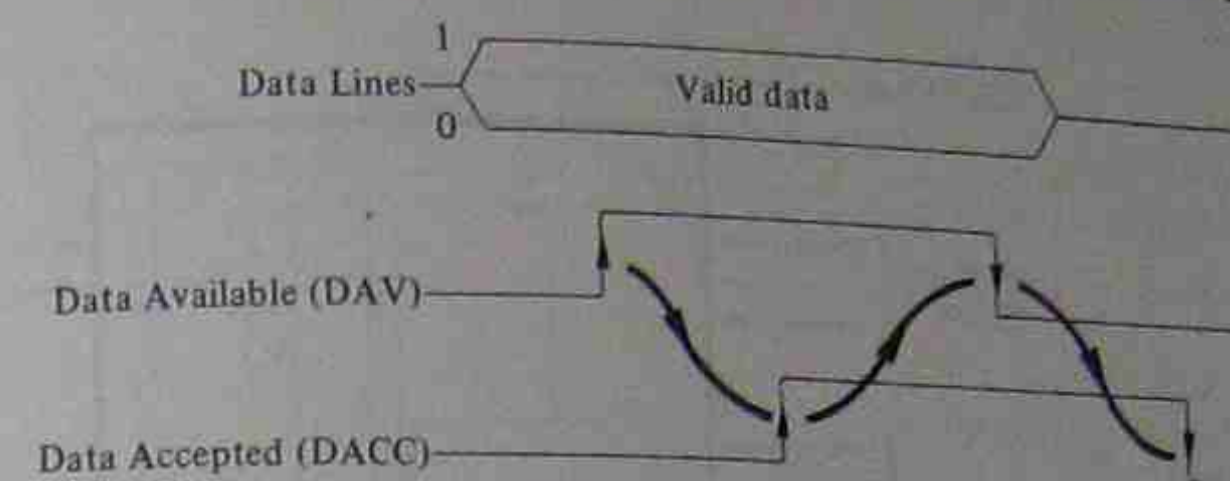 1
Data Lines Valid data
0
Data Available (DAV)
Data Accepted (DACC)